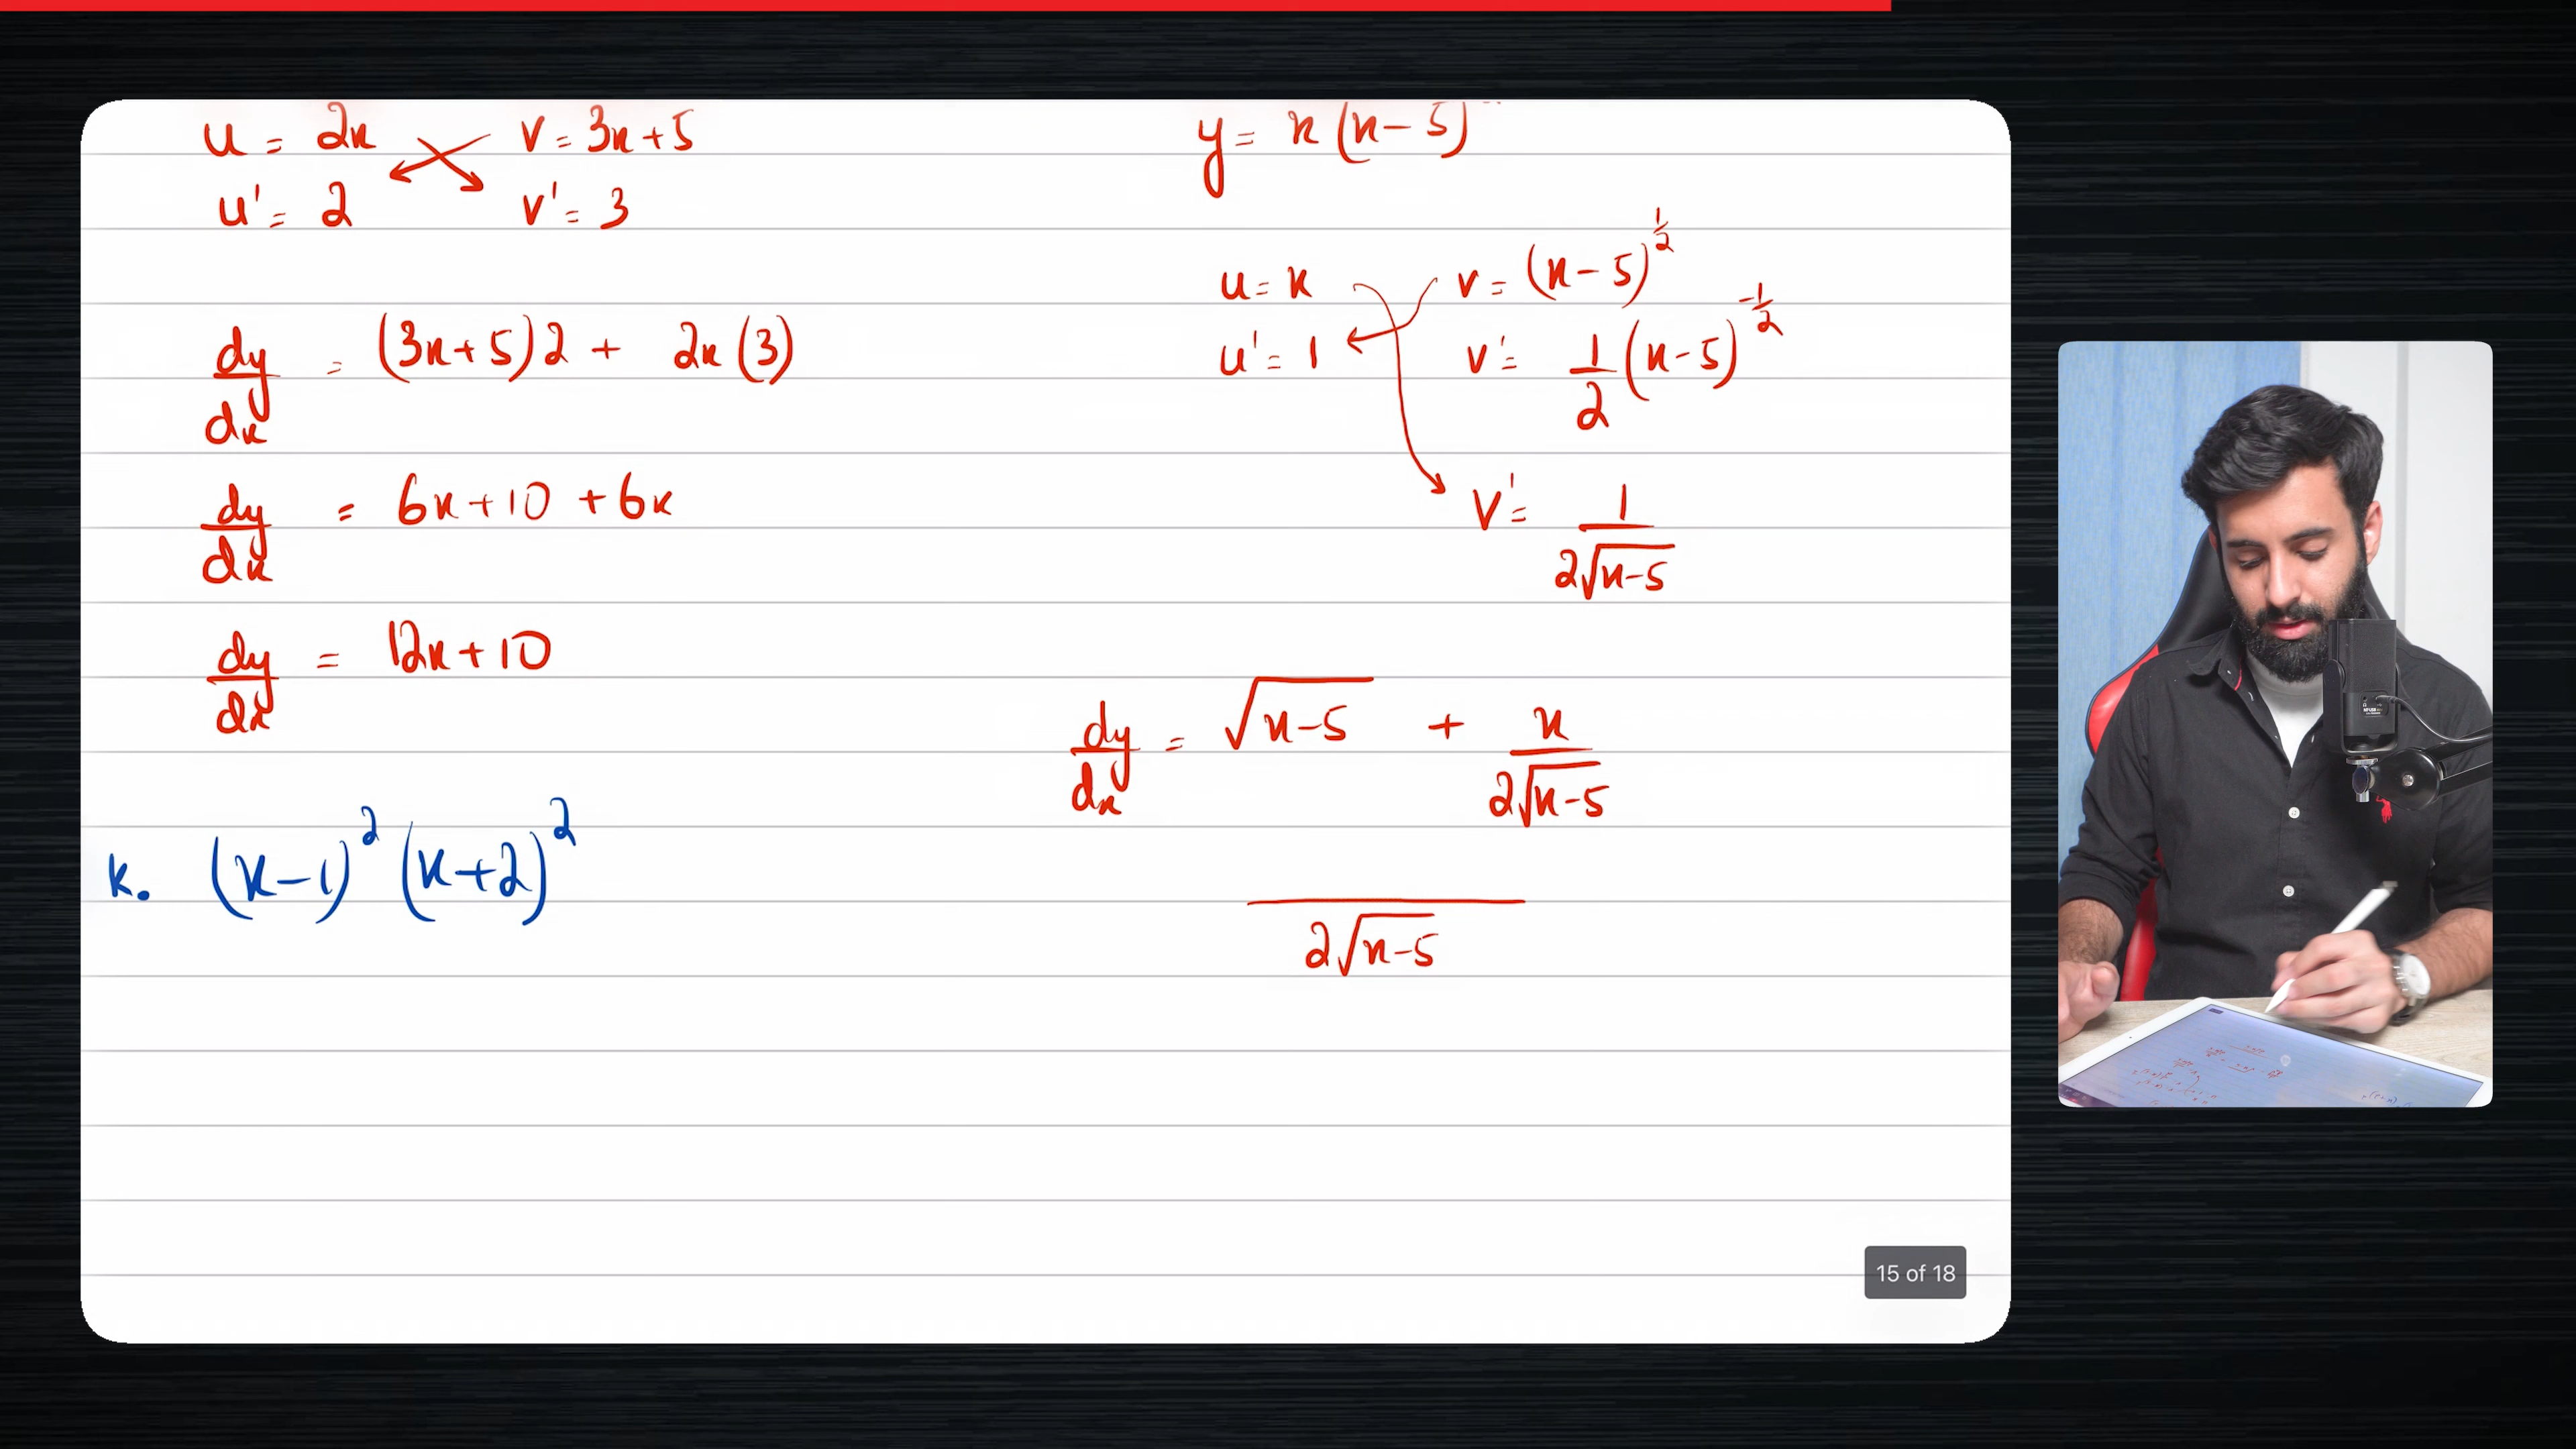 u = 2x v = 3x+5
u' = 2 v' = 3
dy/dx = (3x+5)2 + 2x(3)
dy/dx = 6x+10 +6x
dy/dx = 12x+10
k. (x-1)² (x+2)²
y = x(x-5)
u = x v = (x-5)^(1/2)
u' = 1 v' = 1/2 (x-5)^(-1/2)
v' = 1/(2√(x-5))
dy/dx = √(x-5) + x/(2√(x-5))
2√(x-5)
15 of 18